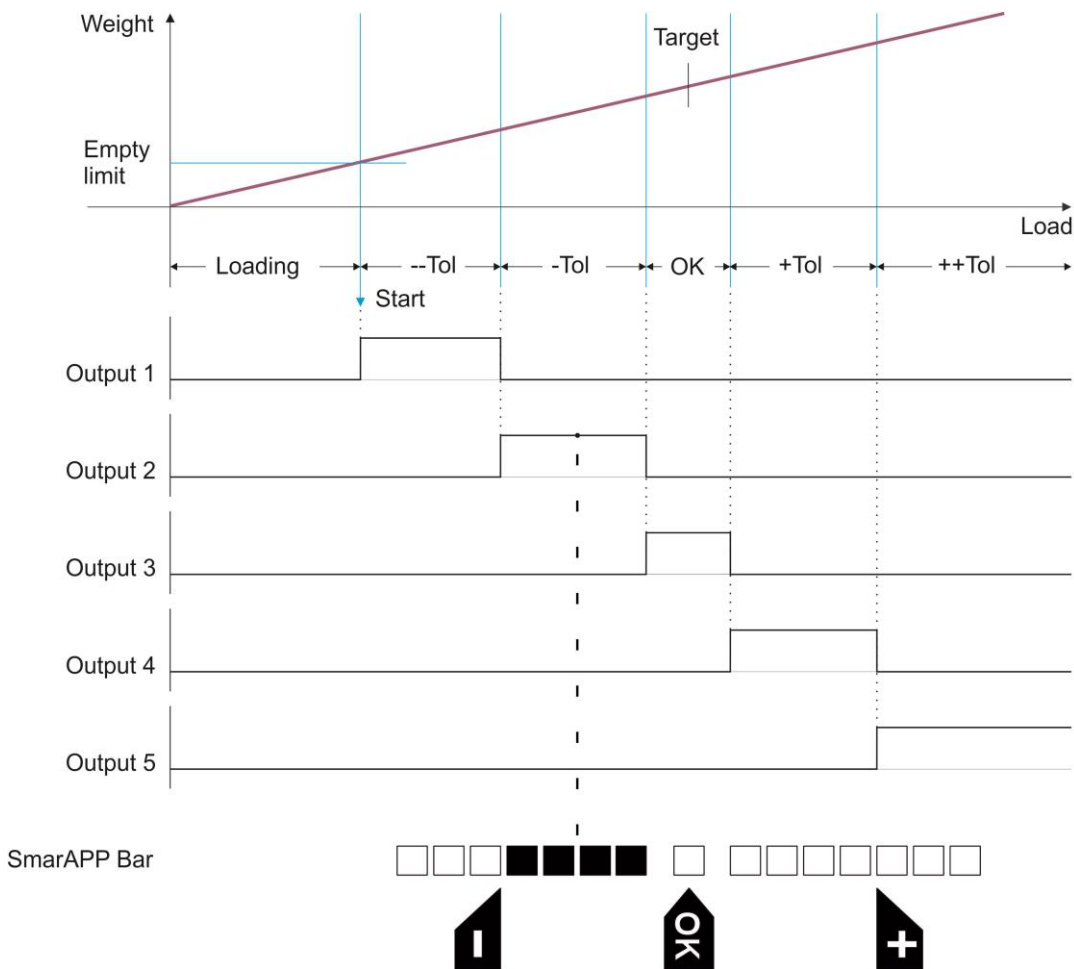 Weight
Target
Empty
limit
Load
Loading
--Tol
-Tol
OK
+Tol
++Tol
Start
Output 1
Output 2
Output 3
Output 4
Output 5
SmarAPP Bar
-
OK
+